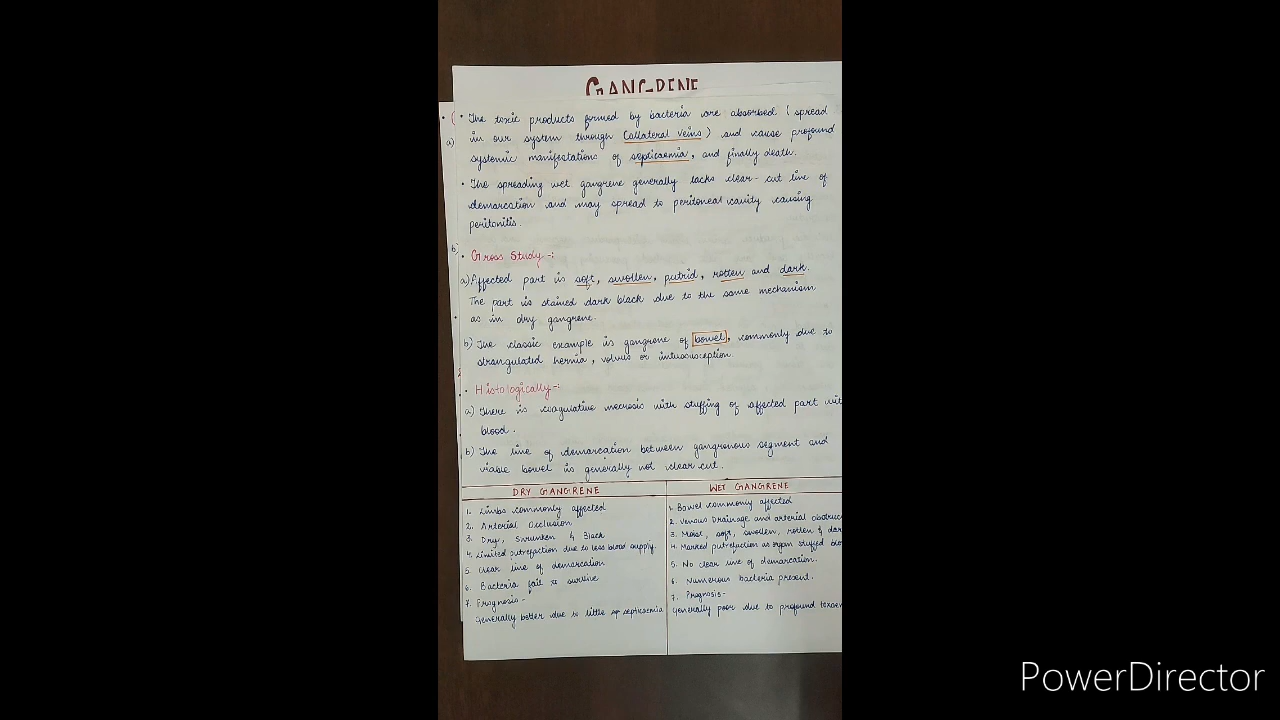 GANGRENE
• The toxic products formed by bacteria are absorbed (spread
in our system through Collateral Veins) and cause profound
systemic manifestations of septicaemia, and finally death.
• The spreading wet gangrene generally lacks clear-cut line of
demarcation and may spread to peritoneal cavity causing
peritonitis.
• Gross Study -:
a) Affected part is soft, swollen, putrid, rotten and dark.
The part is stained dark black due to the same mechanism
as in dry gangrene.
b) The classic example is gangrene of bowel, commonly due to
strangulated hernia, volvus or intussusception.
• Histologically -:
a) There is coagulative necrosis with stuffing of affected part wit
blood.
b) The line of demarcation between gangronous segment and
viable bowel is generally not clear cut.
DRY GANGRENE
1. Limbs commonly affected
2. Arterial Occlusion
3. Dry, Shrunken & Black
4. Limited putrefaction due to less blood supply.
5. Clear line of demarcation
6. Bacteria fail to survive
7. Prognosis -
Generally better due to little septicaemia
WET GANGRENE
1. Bowel commonly affected
2. Venous Drainage and arterial obstruc
3. Moist, soft, swollen, rotten & dar
4. Marked putrefaction as organ stuffed blo
5. No clear line of demarcation.
6. Numerous bacteria present.
7. Prognosis -
Generally poor due to profound toxaem
a)
b)
PowerDirector